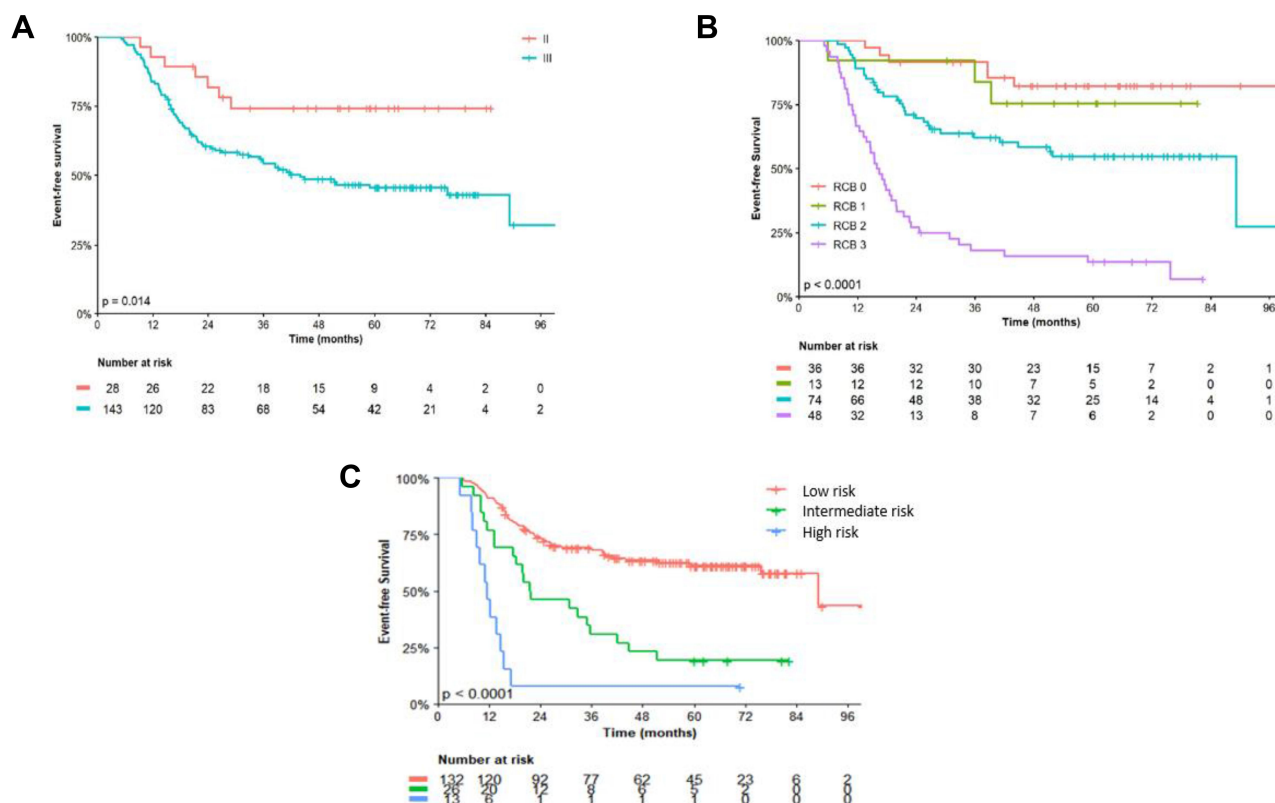 A
100%
75%
50%
25%
0%
Event-free survival
II
III
p = 0.014
0 12 24 36 48 60 72 84 96
Time (months)
Number at risk
28 26 22 18 15 9 4 2 0
143 120 83 68 54 42 21 4 2
B
100%
75%
50%
25%
0%
Event-free Survival
RCB 0
RCB 1
RCB 2
RCB 3
p < 0.0001
0 12 24 36 48 60 72 84 96
Time (months)
Number at risk
36 36 32 30 23 15 7 2 1
13 12 12 10 7 5 2 0 0
74 66 48 38 32 25 14 4 1
48 32 13 8 7 6 2 0 0
C
100%
75%
50%
25%
0%
Event-free Survival
Low risk
Intermediate risk
High risk
p < 0.0001
0 12 24 36 48 60 72 84 96
Time (months)
Number at risk
132 120 92 77 62 45 23 6 2
26 20 12 8 6 5 2 0 0
13 6 1 1 1 1 0 0 0